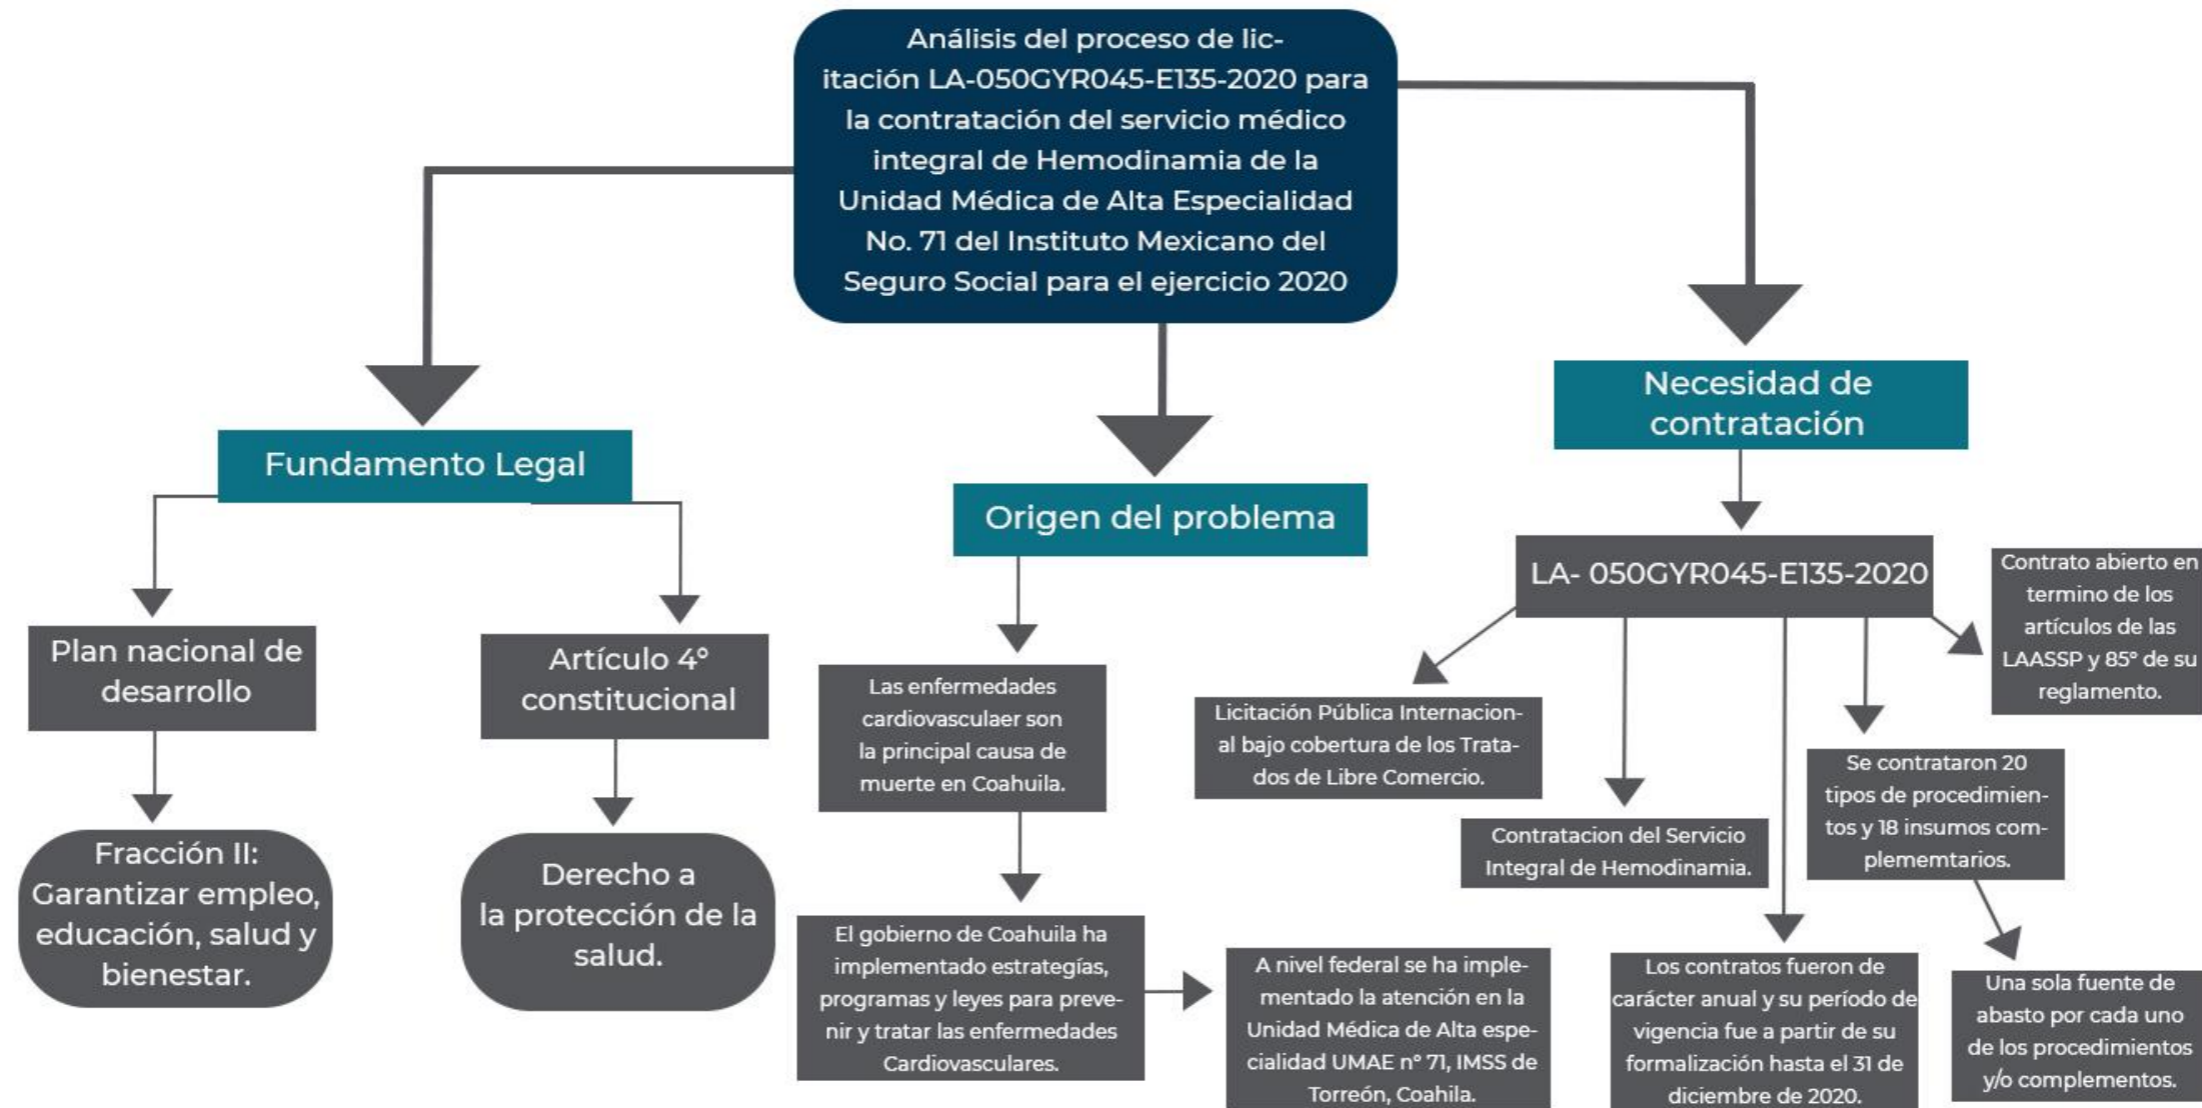 Análisis del proceso de lic-
itación LA-050GYR045-E135-2020 para
la contratación del servicio médico
integral de Hemodinamia de la
Unidad Médica de Alta Especialidad
No. 71 del Instituto Mexicano del
Seguro Social para el ejercicio 2020
Fundamento Legal
Plan nacional de
desarrollo
Fracción II:
Garantizar empleo,
educación, salud y
bienestar.
Artículo 4°
constitucional
Derecho a
la protección de la
salud.
Origen del problema
Las enfermedades
cardiovasculaer son
la principal causa de
muerte en Coahuila.
El gobierno de Coahuila ha
implementado estrategías,
programas y leyes para preve-
nir y tratar las enfermedades
Cardiovasculares.
A nivel federal se ha imple-
mentado la atención en la
Unidad Médica de Alta espe-
cialidad UMAE n° 71, IMSS de
Torreón, Coahila.
Necesidad de
contratación
LA- 050GYR045-E135-2020
Licitación Pública Internacion-
al bajo cobertura de los Trata-
dos de Libre Comercio.
Contratacion del Servicio
Integral de Hemodinamia.
Los contratos fueron de
carácter anual y su período de
vigencia fue a partir de su
formalización hasta el 31 de
diciembre de 2020.
Se contrataron 20
tipos de procedimien-
tos y 18 insumos com-
plememtarios.
Una sola fuente de
abasto por cada uno
de los procedimientos
y/o complementos.
Contrato abierto en
termino de los
artículos de las
LAASSP y 85° de su
reglamento.